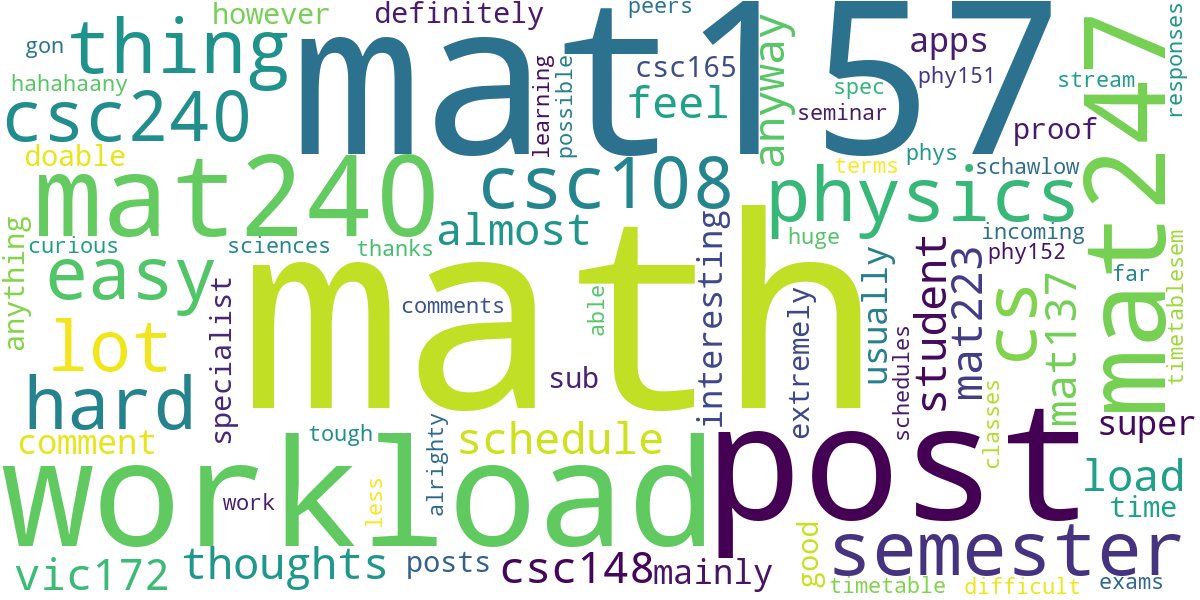 however
definitely
peers
gon
thing
mat157
apps
responses
hahahaany
csc240
learning
possible
csc165
feel
anyway
spec
phy151
stream
seminar
proof
mat247
doable
mat240
csc108
terms
phys
schawlow
physics
almost
anything
curious
sciences
thanks
huge
incoming
phy152
easy
math
interesting
usually
student
mat223
cs
mat137
far
timetablesem
specialist
comments
able
extremely
lot
sub
schedules
hard
classes
comment
tough
alrighty
schedule
post
super
workload
work
less
load
time
semester
vic172
thoughts
posts
csc148
mainly
good
timetable
difficult
exams